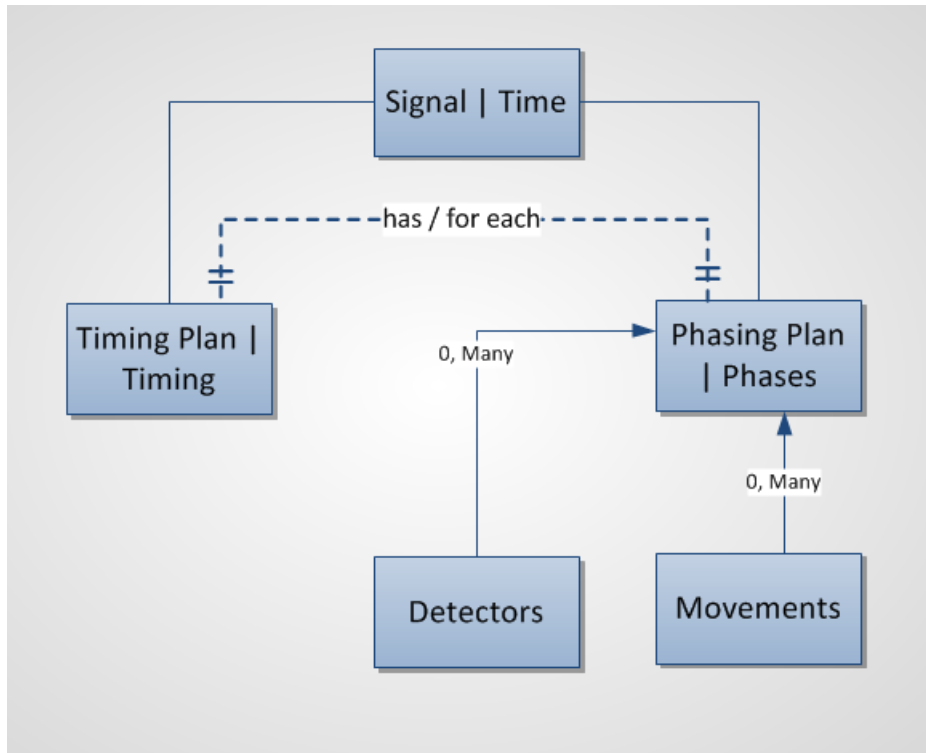 Signal | Time
has / for each
Timing Plan |
Timing
Phasing Plan
| Phases
0, Many
0, Many
Detectors
Movements